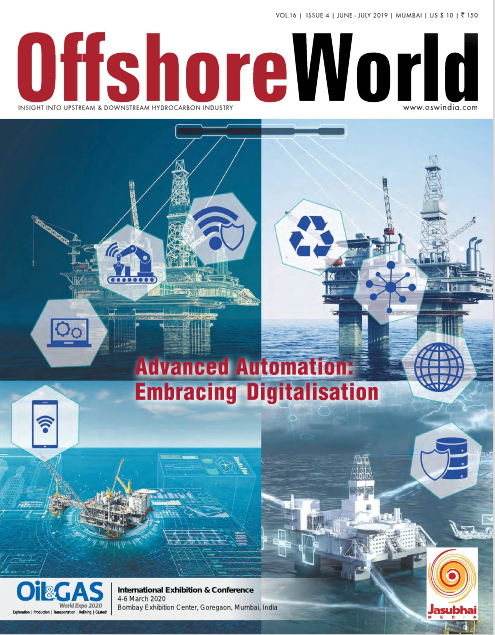 VOL.16 | ISSUE 4 | JUNE - JULY 2019 | MUMBAI | US $ 10 | ₹ 150
OffshoreWorld
INSIGHT INTO UPSTREAM & DOWNSTREAM HYDROCARBON INDUSTRY
www.oswindia.com
Advanced Automation:
Embracing Digitalisation
Oil&GAS
World Expo 2020
Exploration | Production | Transportation | Refining | Gastech
International Exhibition & Conference
4-6 March 2020
Bombay Exhibition Center, Goregaon, Mumbai, India
Jasubhai
MEDIA